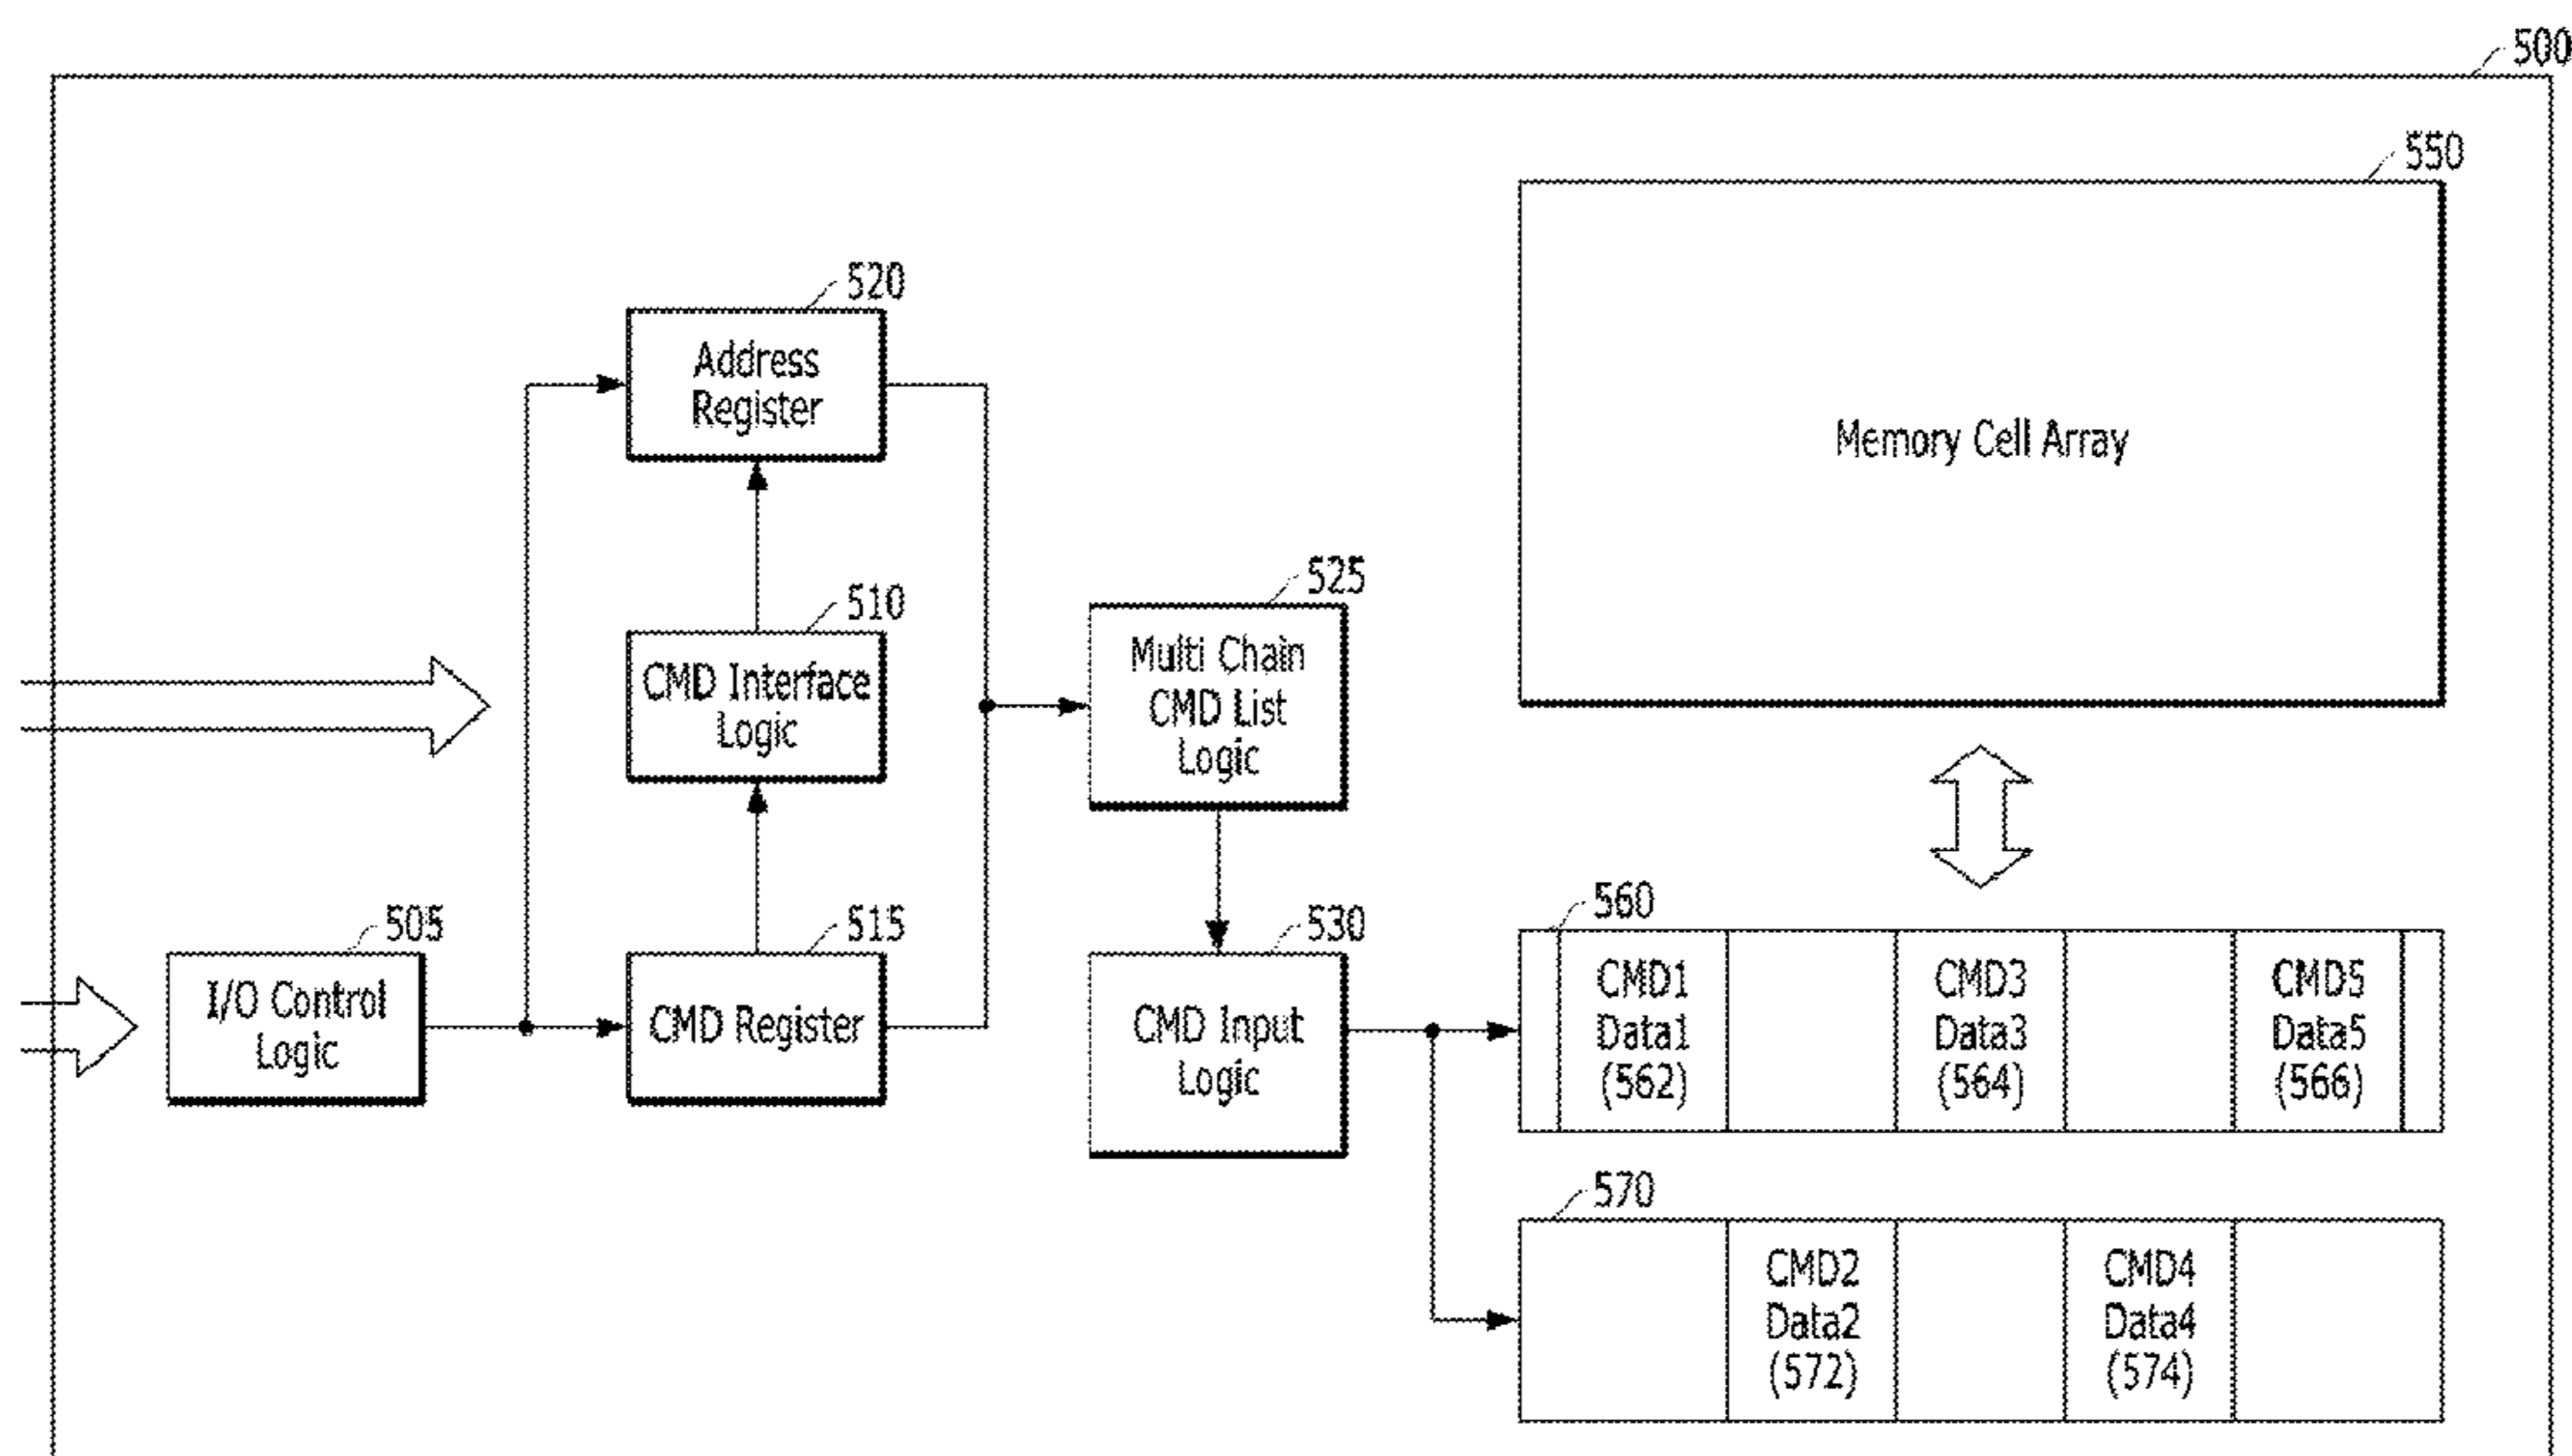 500
550
Memory Cell Array
520
Address
Register
510
CMD Interface
Logic
525
Multi Chain
CMD List
Logic
505
I/O Control
Logic
515
CMD Register
530
CMD Input
Logic
560
CMD1
Data1
(562)
CMD3
Data3
(564)
CMD5
Data5
(566)
570
CMD2
Data2
(572)
CMD4
Data4
(574)